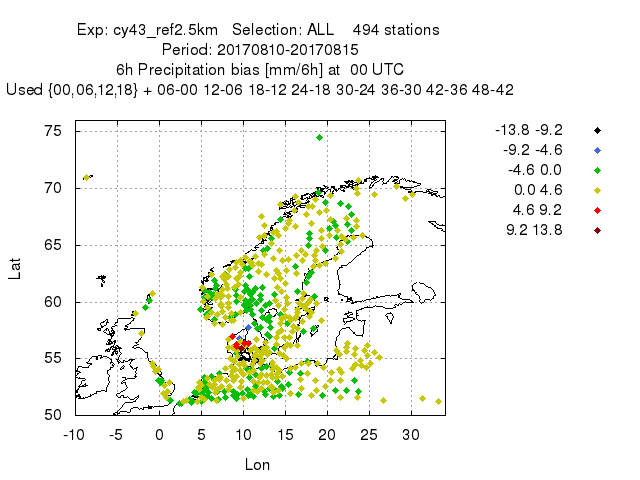 Exp: cy43_ref2.5km   Selection: ALL    494 stations
Period: 20170810-20170815
6h Precipitation bias [mm/6h] at  00 UTC
Used {00,06,12,18} + 06-00 12-06 18-12 24-18 30-24 36-30 42-36 48-42
-13.8 -9.2
-9.2 -4.6
-4.6 0.0
0.0 4.6
4.6 9.2
9.2 13.8
75
70
65
60
55
50
Lat
-10 -5 0 5 10 15 20 25 30
Lon